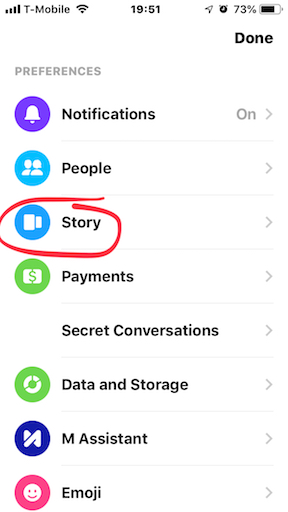 T-Mobile 19:51 73%
Done
PREFERENCES
Notifications On
People
Story
Payments
Secret Conversations
Data and Storage
M Assistant
Emoji